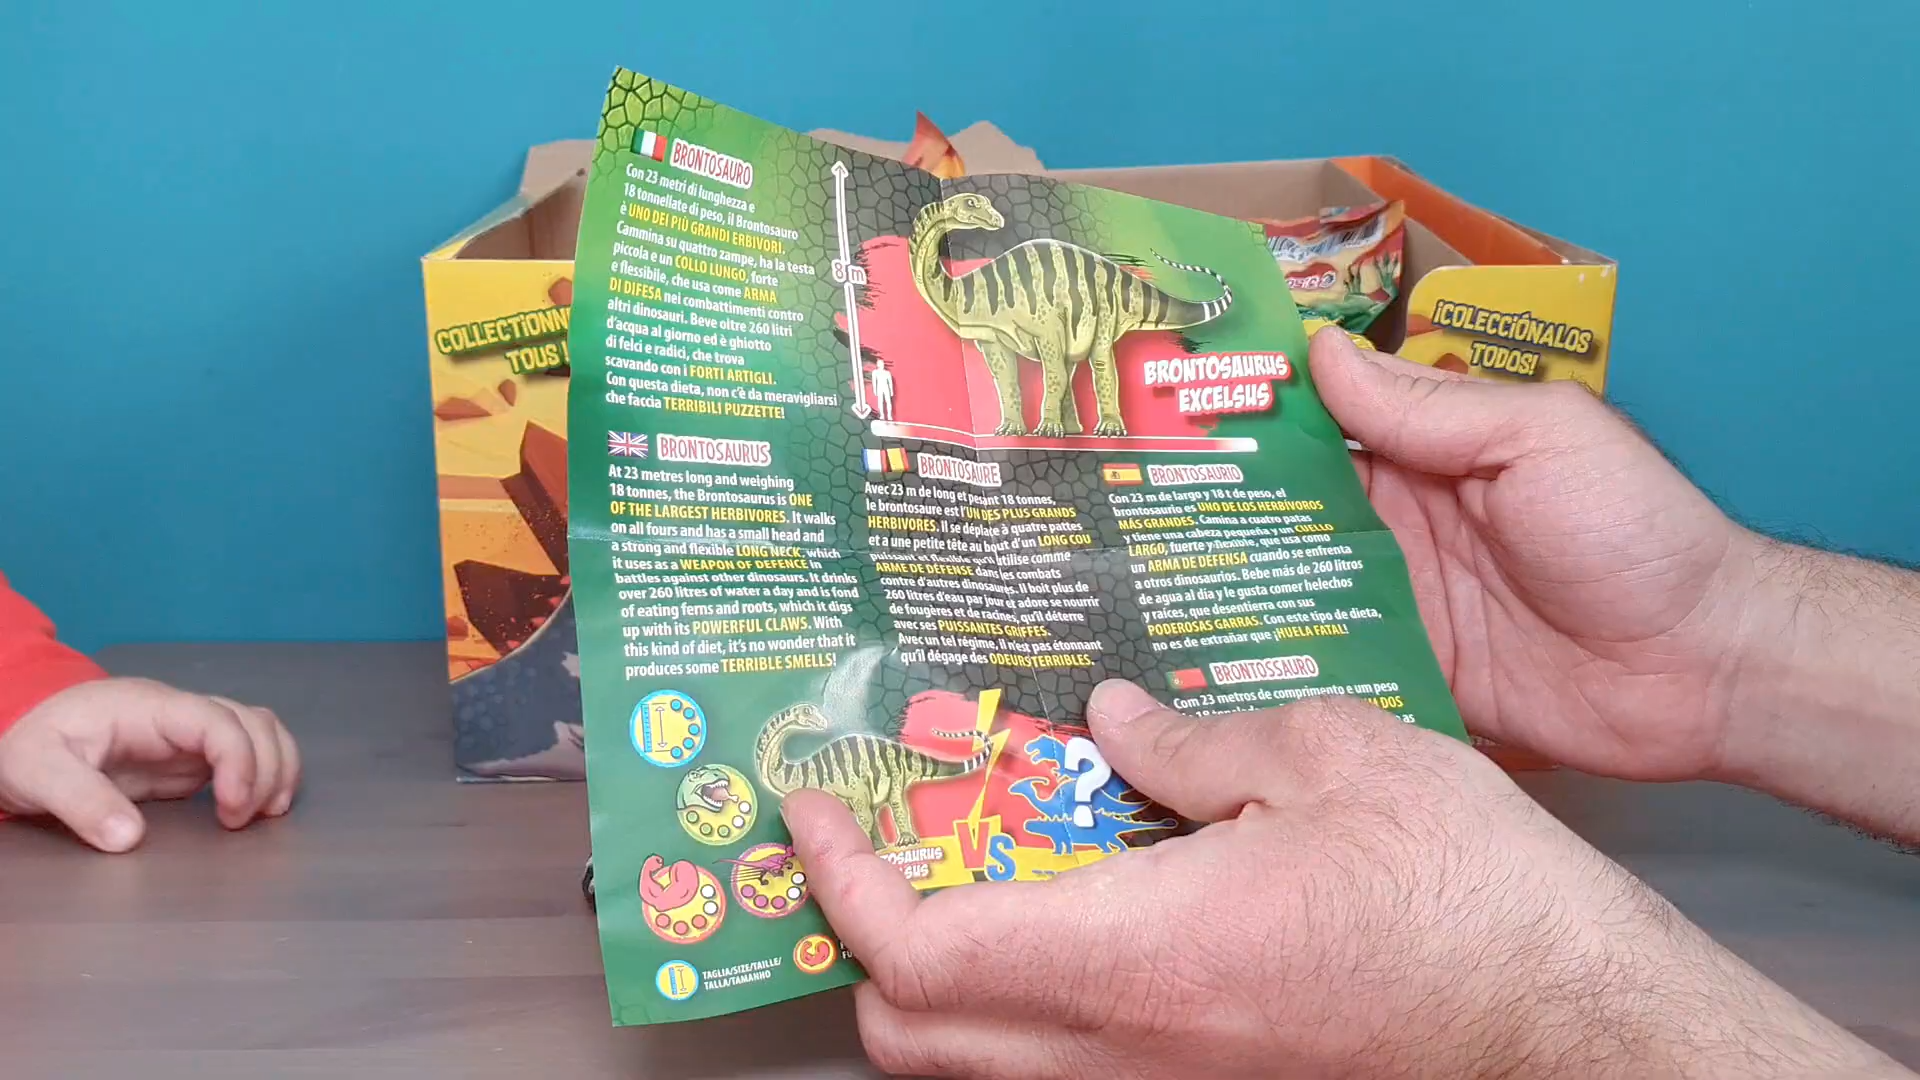 BRONTOSAURO
Con 23 metri di lunghezza e
18 tonnellate di peso, il Brontosauro
è UNO DEI PIÙ GRANDI ERBIVORI.
Cammina su quattro zampe, ha la testa
piccola e un COLLO LUNGO, forte
e flessibile, che usa come ARMA
DI DIFESA nei combattimenti contro
altri dinosauri. Beve oltre 260 litri
d'acqua al giorno ed è ghiotto
di felci e radici, che trova
scavando con i FORTI ARTIGLI.
Con questa dieta, non c'è da meravigliarsi
che faccia TERRIBILI PUZZETTE!
8 m
BRONTOSAURUS
EXCELSUS
BRONTOSAURUS
At 23 metres long and weighing
18 tonnes, the Brontosaurus is ONE
OF THE LARGEST HERBIVORES. It walks
on all fours and has a small head and
a strong and flexible LONG NECK, which
it uses as a WEAPON OF DEFENCE in
battles against other dinosaurs. It drinks
over 260 litres of water a day and is fond
of eating ferns and roots, which it digs
up with its POWERFUL CLAWS. With
this kind of diet, it's no wonder that it
produces some TERRIBLE SMELLS!
BRONTOSAURE
Avec 23 m de long et pesant 18 tonnes,
le brontosaure est l'UN DES PLUS GRANDS
HERBIVORES. Il se déplace à quatre pattes
et a une petite tête au bout d'un LONG COU
puissant et flexible qu'il utilise comme
ARME DE DÉFENSE dans les combats
contre d'autres dinosaures. Il boit plus de
260 litres d'eau par jour et adore se nourrir
de fougères et de racines, qu'il déterre
avec ses PUISSANTES GRIFFES.
Avec un tel régime, il n'est pas étonnant
qu'il dégage des ODEURS TERRIBLES.
BRONTOSAURIO
Con 23 m de largo y 18 t de peso, el
brontosaurio es UNO DE LOS HERBÍVOROS
MÁS GRANDES. Camina a cuatro patas
y tiene una cabeza pequeña y un CUELLO
LARGO, fuerte y flexible, que usa como
un ARMA DE DEFENSA cuando se enfrenta
a otros dinosaurios. Bebe más de 260 litros
de agua al día y le gusta comer helechos
y raíces, que desentierra con sus
PODEROSAS GARRAS. Con este tipo de dieta,
no es de extrañar que ¡HUELA FATAL!
BRONTOSSAURO
Com 23 metros de comprimento e um peso
VS
?
TAGLIA/SIZE/TAILLE/
TALLA/TAMANHO
TOUS !
¡COLECCIÓNALOS
TODOS!